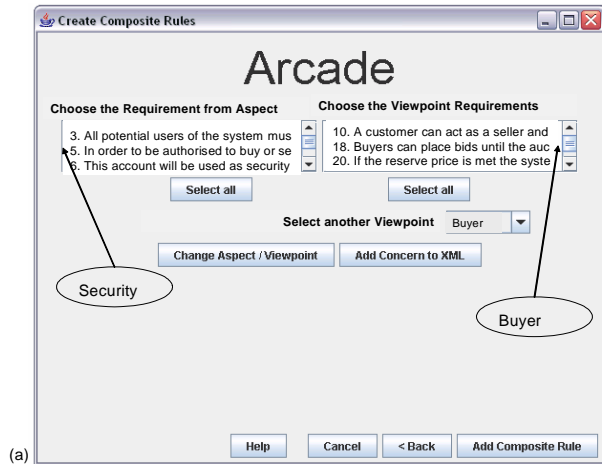 Create Composite Rules
Arcade
Choose the Requirement from Aspect
Choose the Viewpoint Requirements
3. All potential users of the system mus
5. In order to be authorised to buy or se
6. This account will be used as security
10. A customer can act as a seller and
18. Buyers can place bids until the auc
20. If the reserve price is met the syste
Select all
Select all
Select another Viewpoint Buyer
Change Aspect / Viewpoint
Add Concern to XML
Security
Buyer
Help
Cancel
< Back
Add Composite Rule
(a)